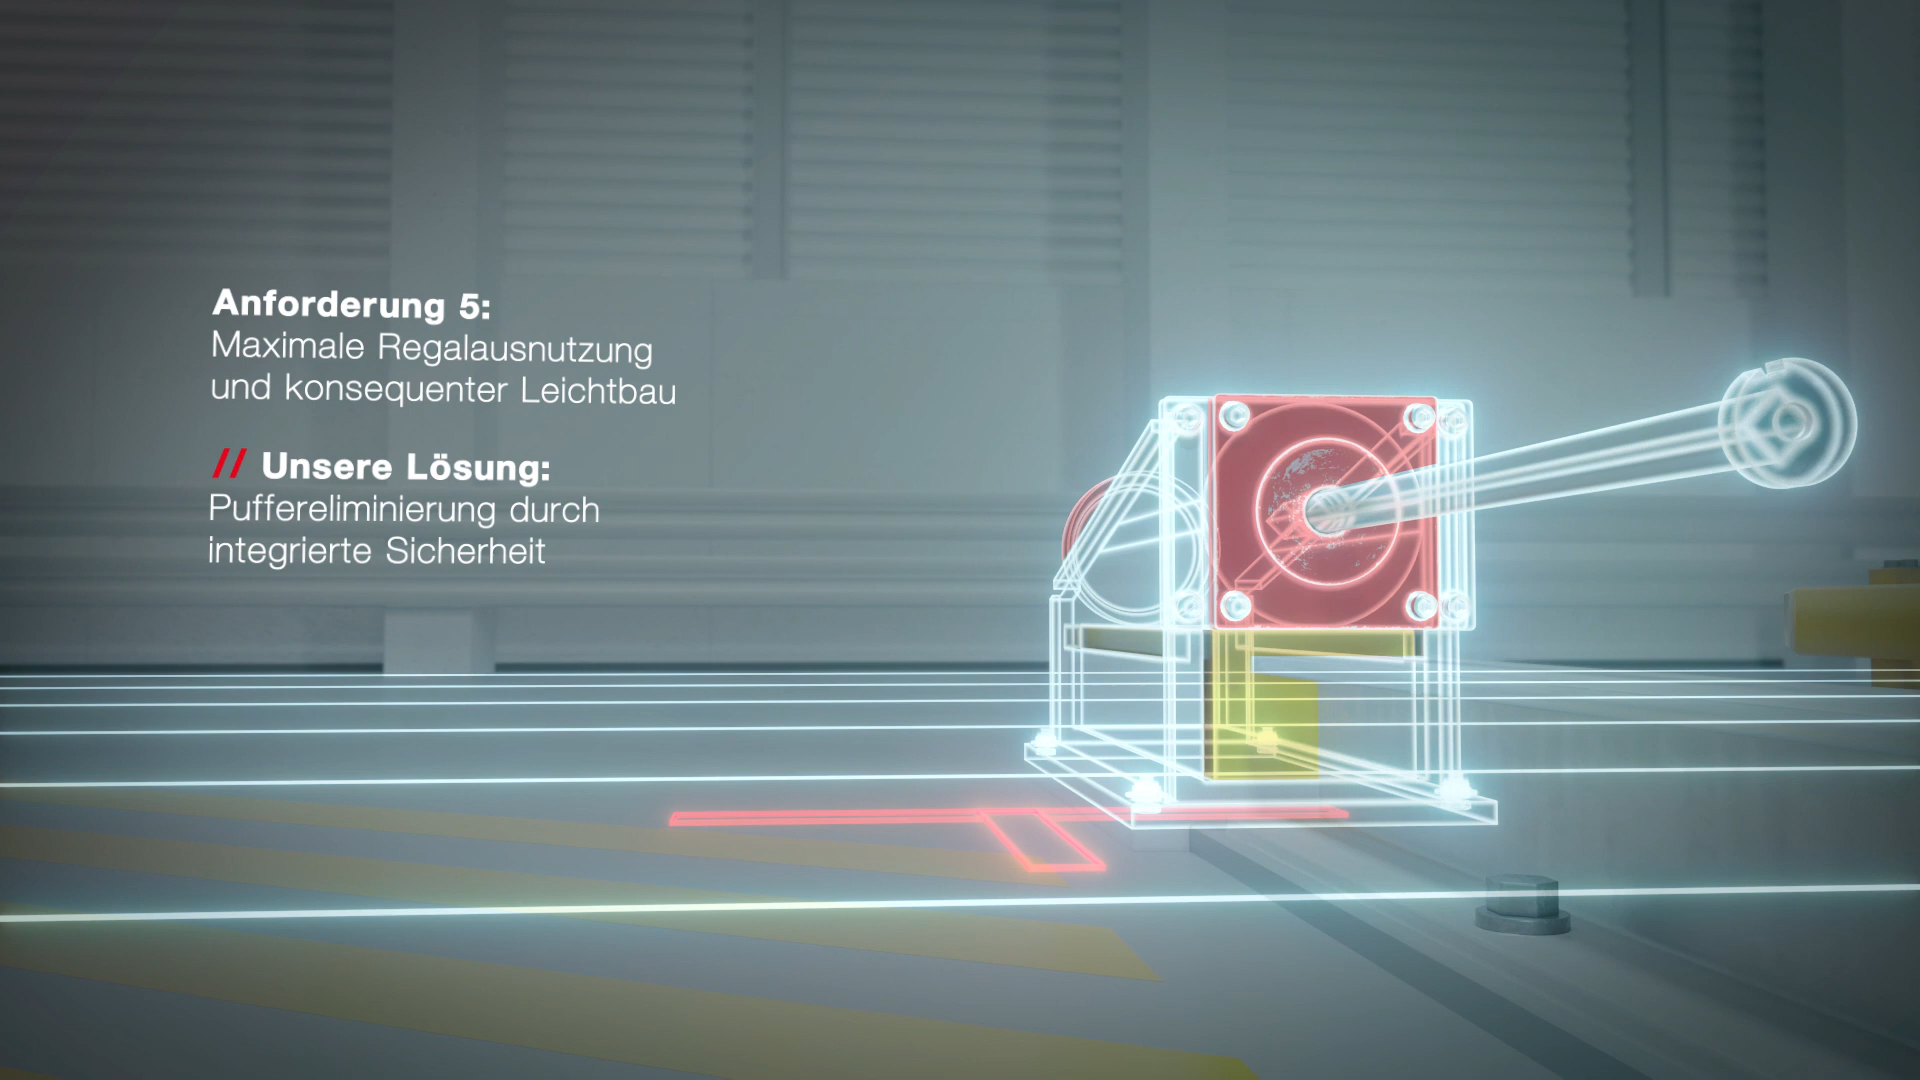 Anforderung 5:
Maximale Regalausnutzung
und konsequenter Leichtbau
// Unsere Lösung:
Puffereliminierung durch
integrierte Sicherheit